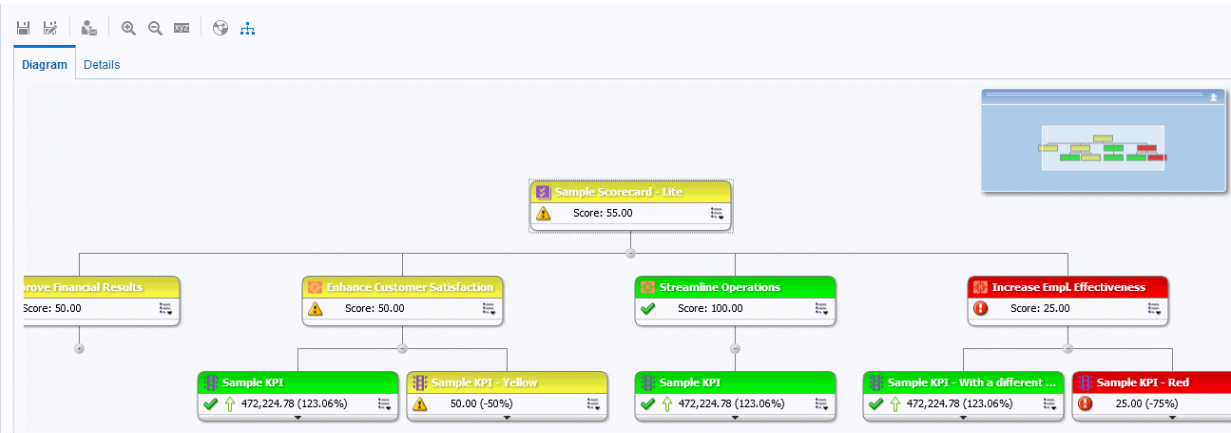 xyz
Diagram Details
Sample Scorecard - Lite
Score: 55.00
prove Financial Results Enhance Customer Satisfaction Streamline Operations Increase Empl. Effectiveness
Score: 50.00 Score: 50.00 Score: 100.00 Score: 25.00
Sample KPI Sample KPI - Yellow Sample KPI Sample KPI - With a different ... Sample KPI - Red
472,224.78 (123.06%) 50.00 (-50%) 472,224.78 (123.06%) 472,224.78 (123.06%) 25.00 (-75%)